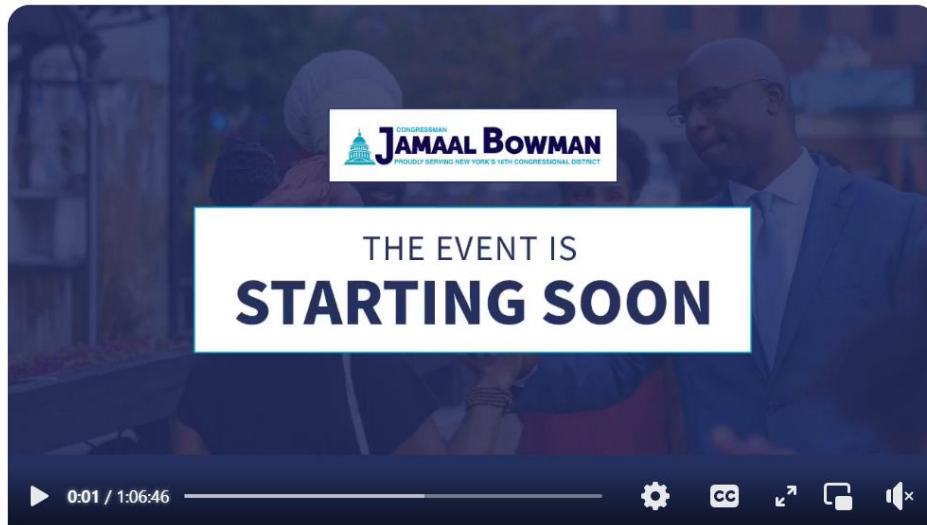 CONGRESSMAN
JAMAAL BOWMAN
PROUDLY SERVING NEW YORK'S 16TH CONGRESSIONAL DISTRICT
THE EVENT IS
STARTING SOON
0:01 / 1:06:46
CC